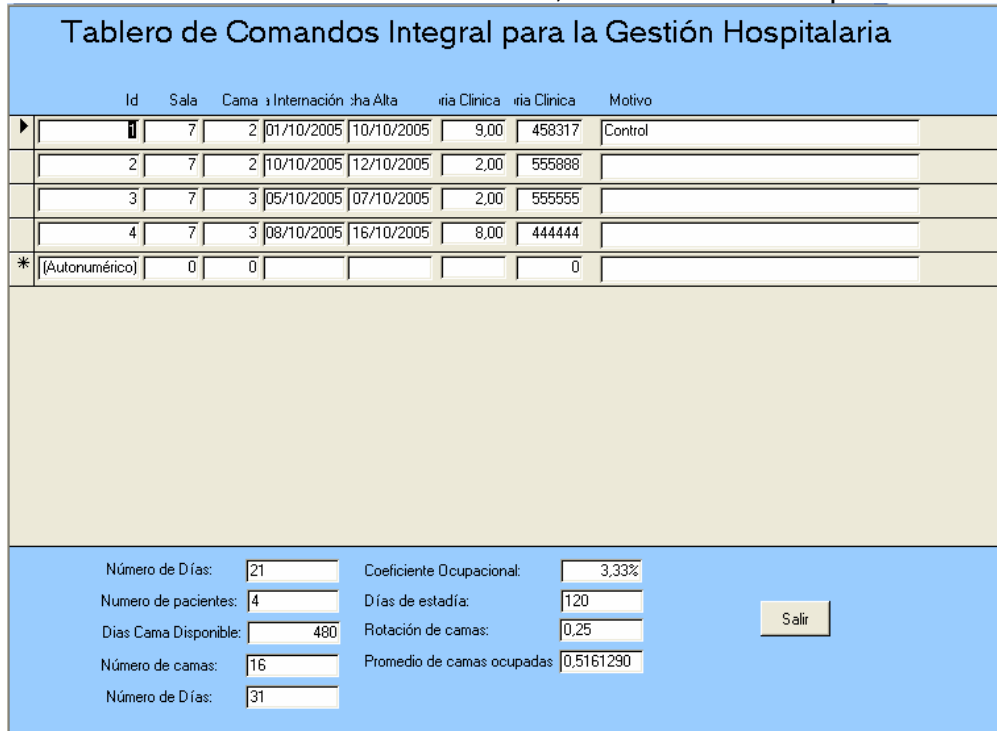 Tablero de Comandos Integral para la Gestión Hospitalaria
Id Sala Cama a Internación cha Alta ria Clinica ria Clinica Motivo
1 7 2 01/10/2005 10/10/2005 9,00 458317 Control
2 7 2 10/10/2005 12/10/2005 2,00 555888
3 7 3 05/10/2005 07/10/2005 2,00 555555
4 7 3 08/10/2005 16/10/2005 8,00 444444
* (Autonumérico) 0 0 0
Número de Días: 21 Coeficiente Ocupacional: 3,33%
Numero de pacientes: 4 Días de estadía: 120
Dias Cama Disponible: 480 Rotación de camas: 0,25
Salir
Número de camas: 16 Promedio de camas ocupadas 0,5161290
Número de Días: 31